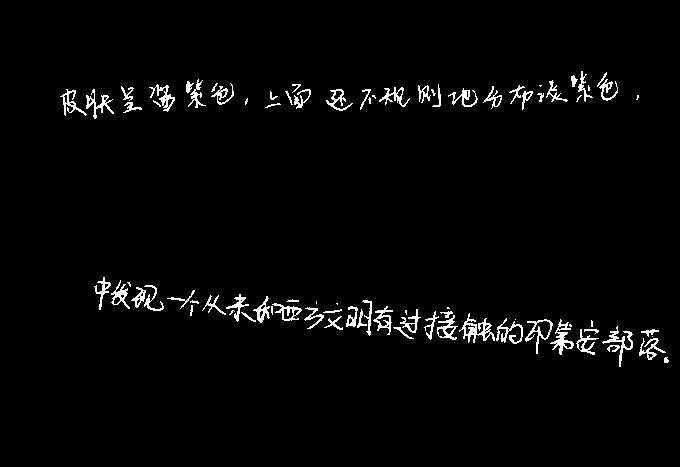 皮肤呈深紫色，上面还不规则地分布淡紫色，
中发现一个从未和西方文明有过接触的印第安部落。